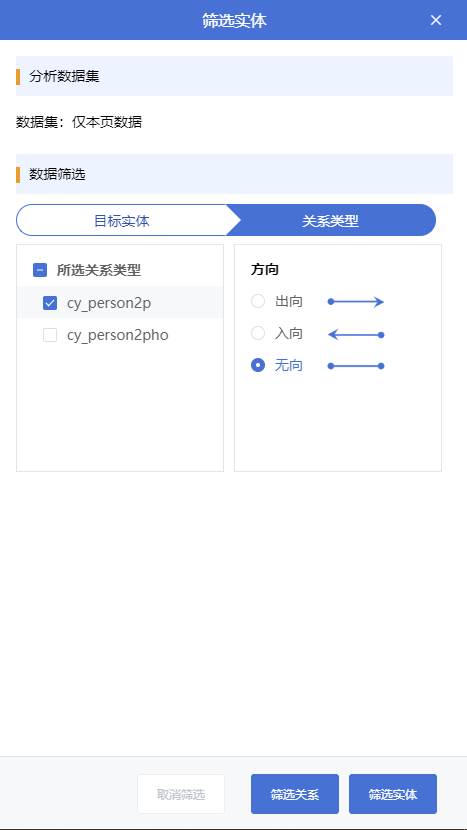 筛选实体
分析数据集
数据集：仅本页数据
数据筛选
目标实体
关系类型
所选关系类型
cy_person2p
cy_person2pho
方向
出向
入向
无向
取消筛选
筛选关系
筛选实体